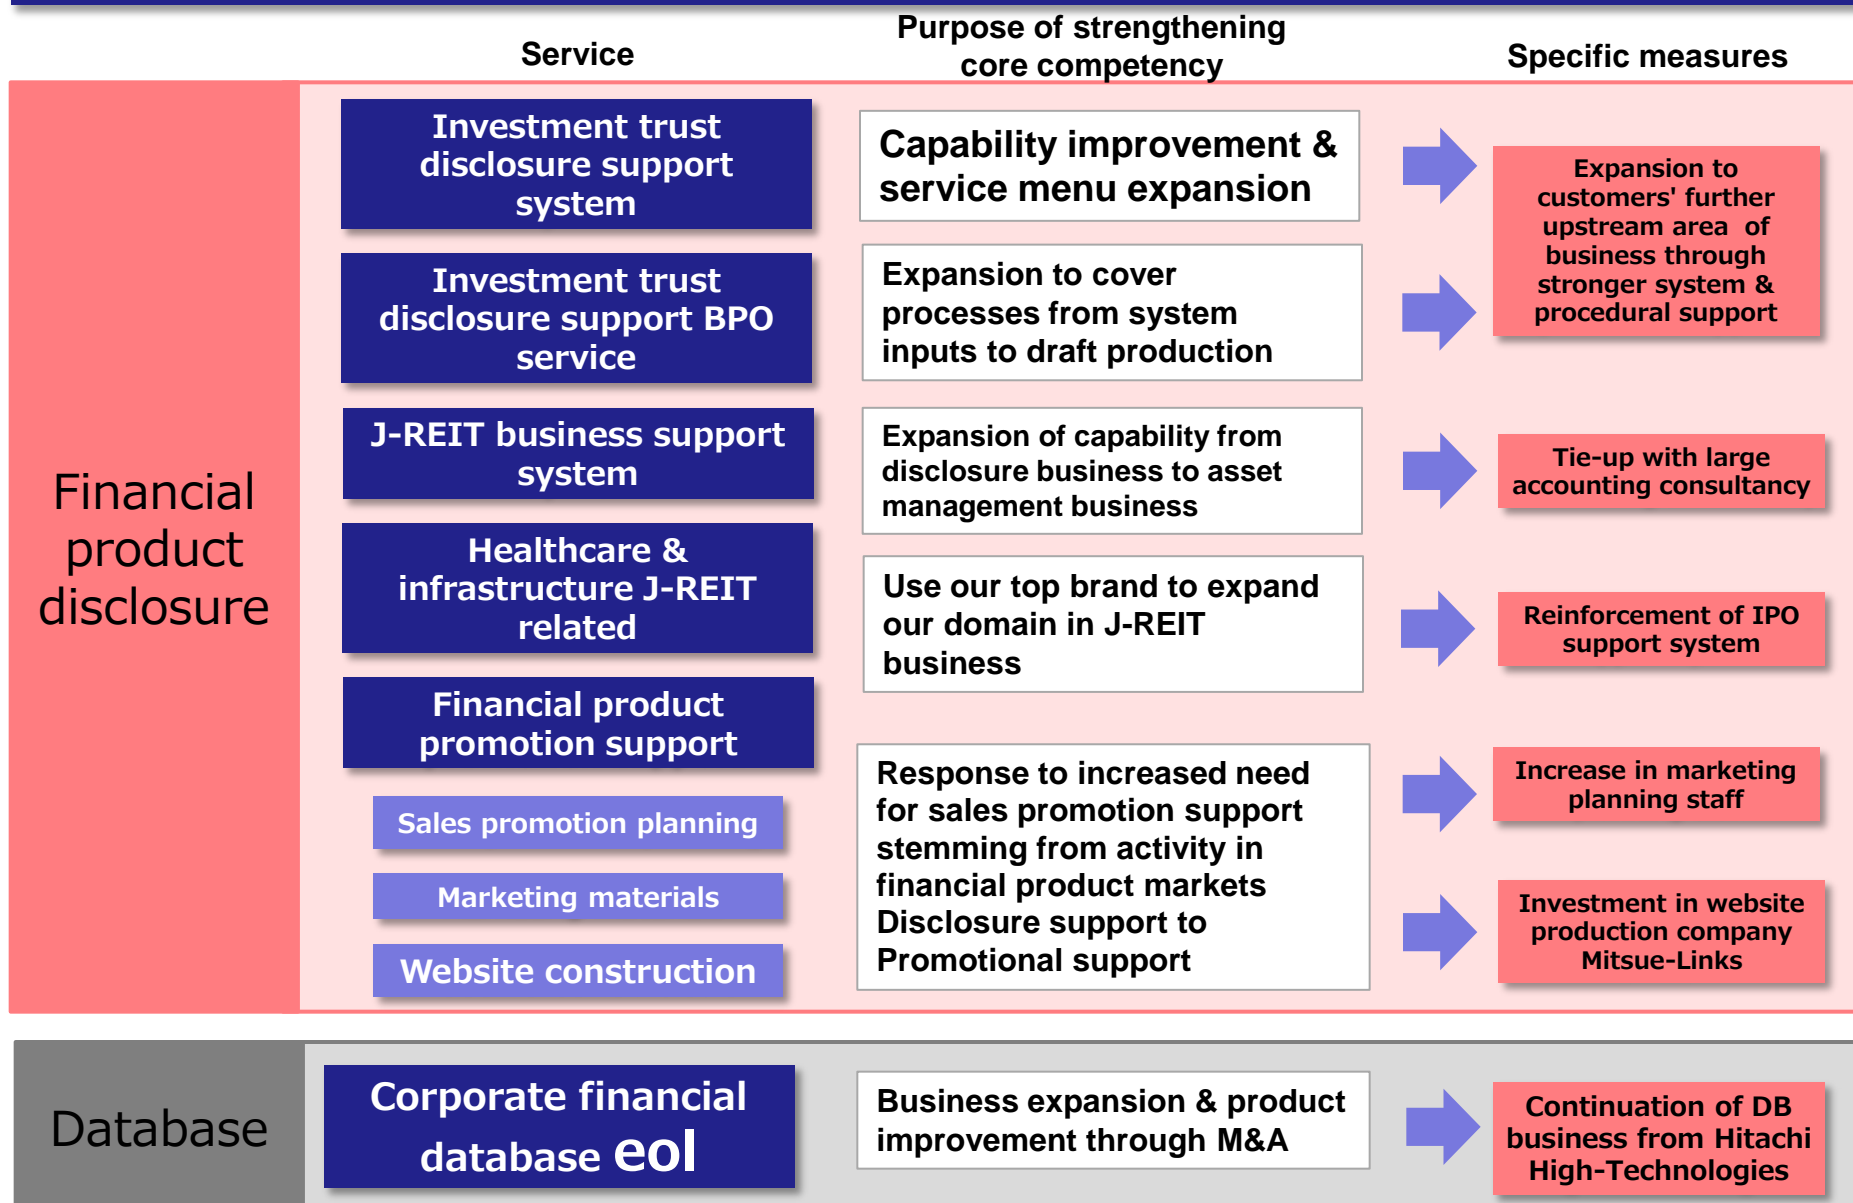 Service
Purpose of strengthening
core competency
Specific measures
Financial
product
disclosure
Investment trust
disclosure support
system
Capability improvement &
service menu expansion
Expansion to
customers' further
upstream area of
business through
stronger system &
procedural support
Investment trust
disclosure support BPO
service
Expansion to cover
processes from system
inputs to draft production
J-REIT business support
system
Expansion of capability from
disclosure business to asset
management business
Tie-up with large
accounting consultancy
Healthcare &
infrastructure J-REIT
related
Use our top brand to expand
our domain in J-REIT
business
Reinforcement of IPO
support system
Financial product
promotion support
Sales promotion planning
Marketing materials
Website construction
Response to increased need
for sales promotion support
stemming from activity in
financial product markets
Disclosure support to
Promotional support
Increase in marketing
planning staff
Investment in website
production company
Mitsue-Links
Database
Corporate financial
database eol
Business expansion & product
improvement through M&A
Continuation of DB
business from Hitachi
High-Technologies